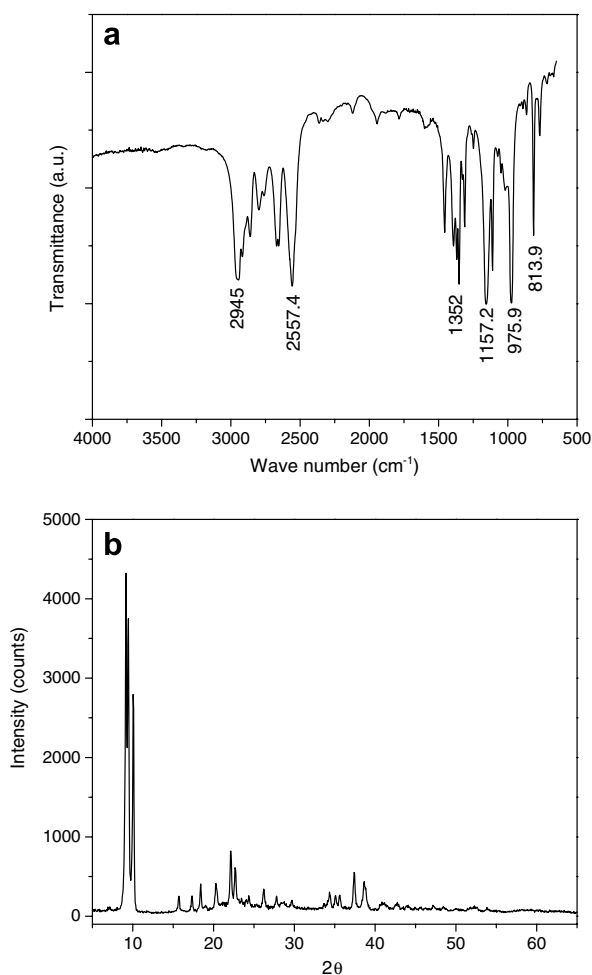 a
Transmittance (a.u.)
2945
2557.4
1352
1157.2
975.9
813.9
4000 3500 3000 2500 2000 1500 1000 500
Wave number (cm⁻¹)
b
5000
4000
3000
2000
1000
0
Intensity (counts)
10 20 30 40 50 60
2θ